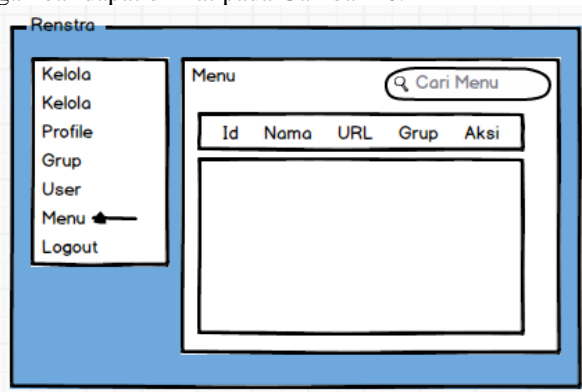 Renstra
Kelola
Kelola
Profile
Grup
User
Menu
Logout
Menu
Cari Menu
Id Nama URL Grup Aksi